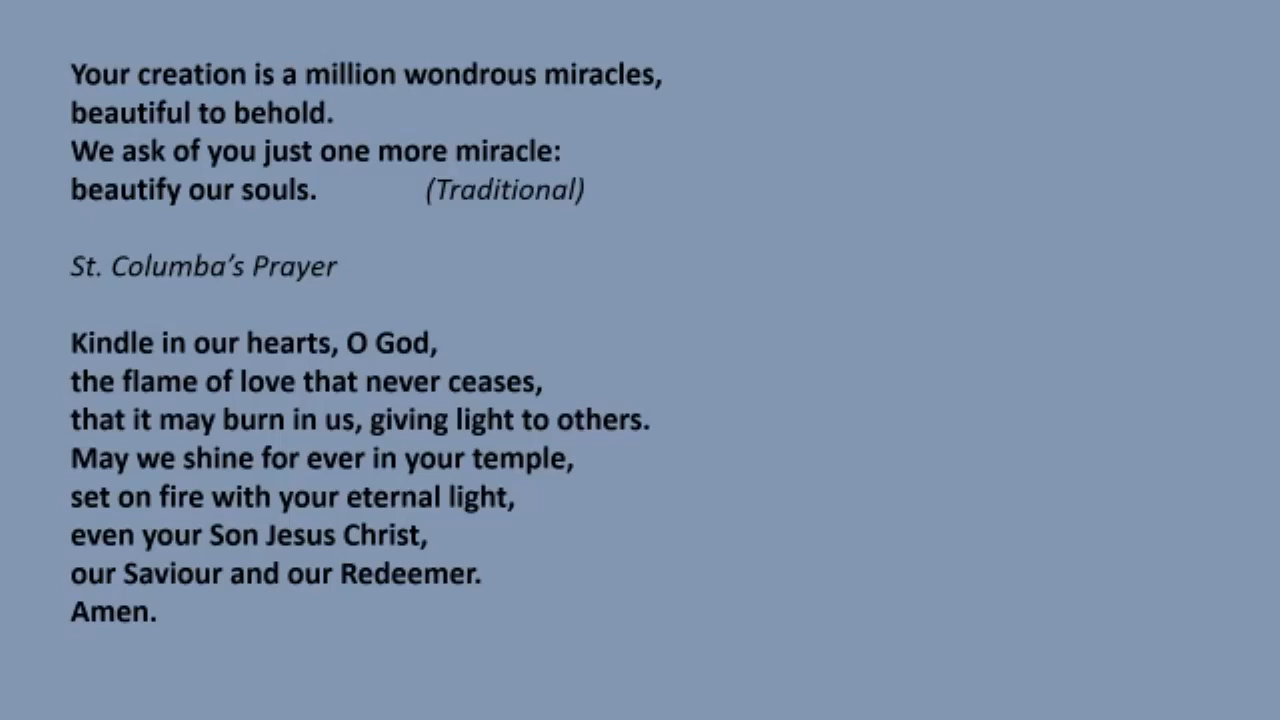 Your creation is a million wondrous miracles,
beautiful to behold.
We ask of you just one more miracle:
beautify our souls. (Traditional)
St. Columba's Prayer
Kindle in our hearts, O God,
the flame of love that never ceases,
that it may burn in us, giving light to others.
May we shine for ever in your temple,
set on fire with your eternal light,
even your Son Jesus Christ,
our Saviour and our Redeemer.
Amen.